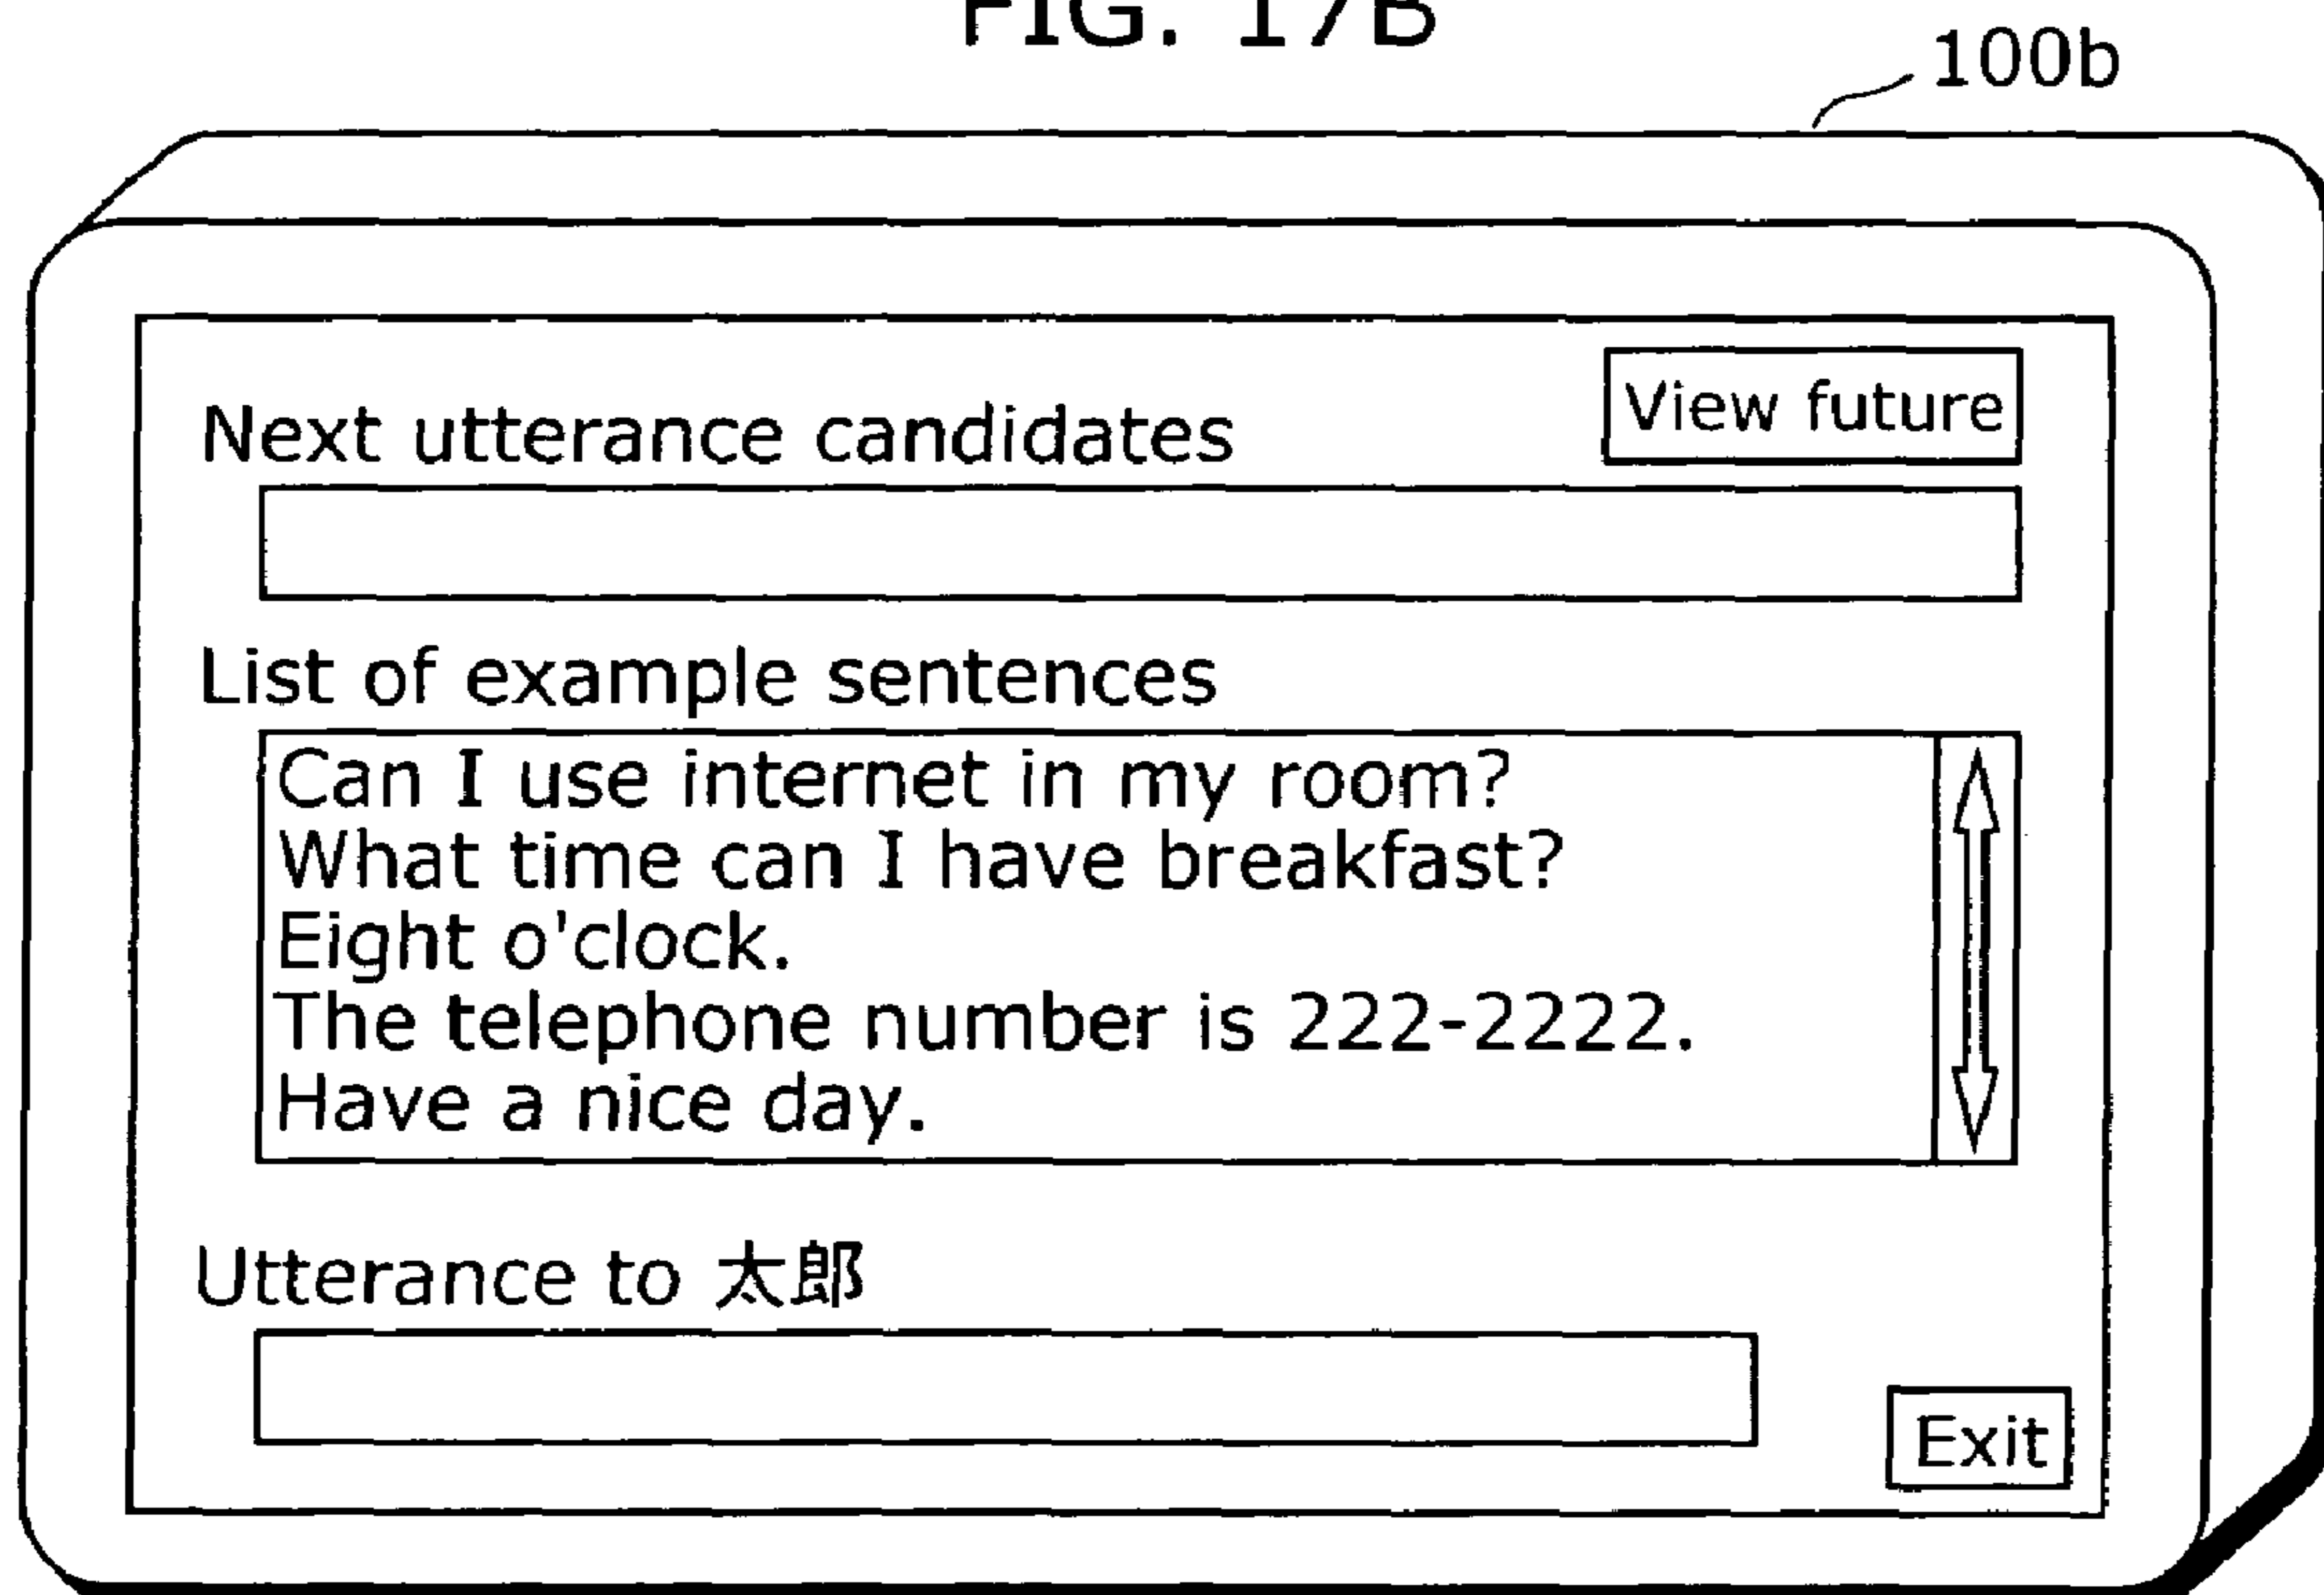 FIG. 17B
100b
View future
Next utterance candidates
List of example sentences
Can I use internet in my room?
What time can I have breakfast?
Eight o'clock.
The telephone number is 222-2222.
Have a nice day.
Utterance to 太郎
Exit